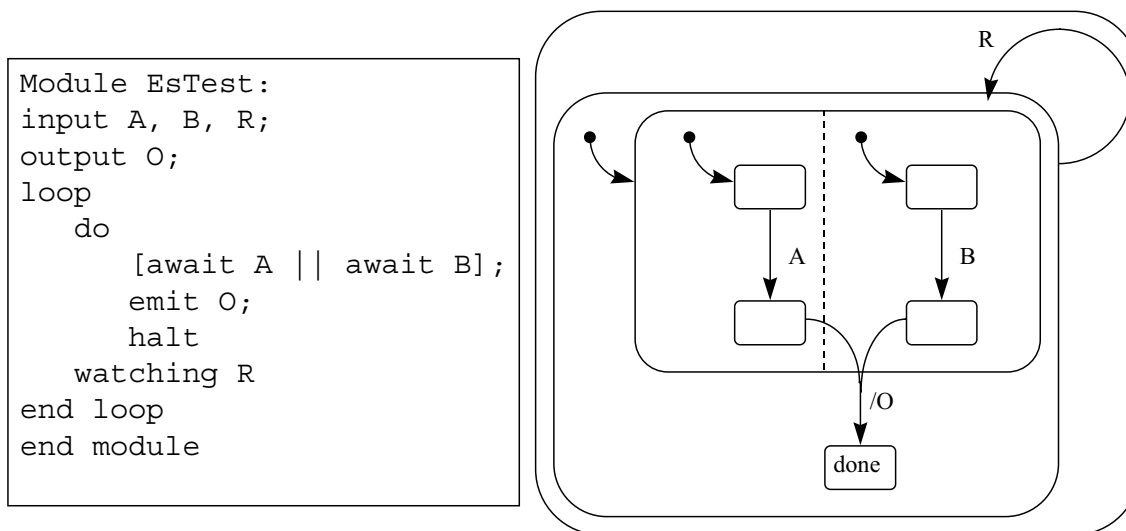 Module EsTest:
input A, B, R;
output O;
loop
do
[await A || await B];
emit O;
halt
watching R
end loop
end module
R
A
B
/O
done